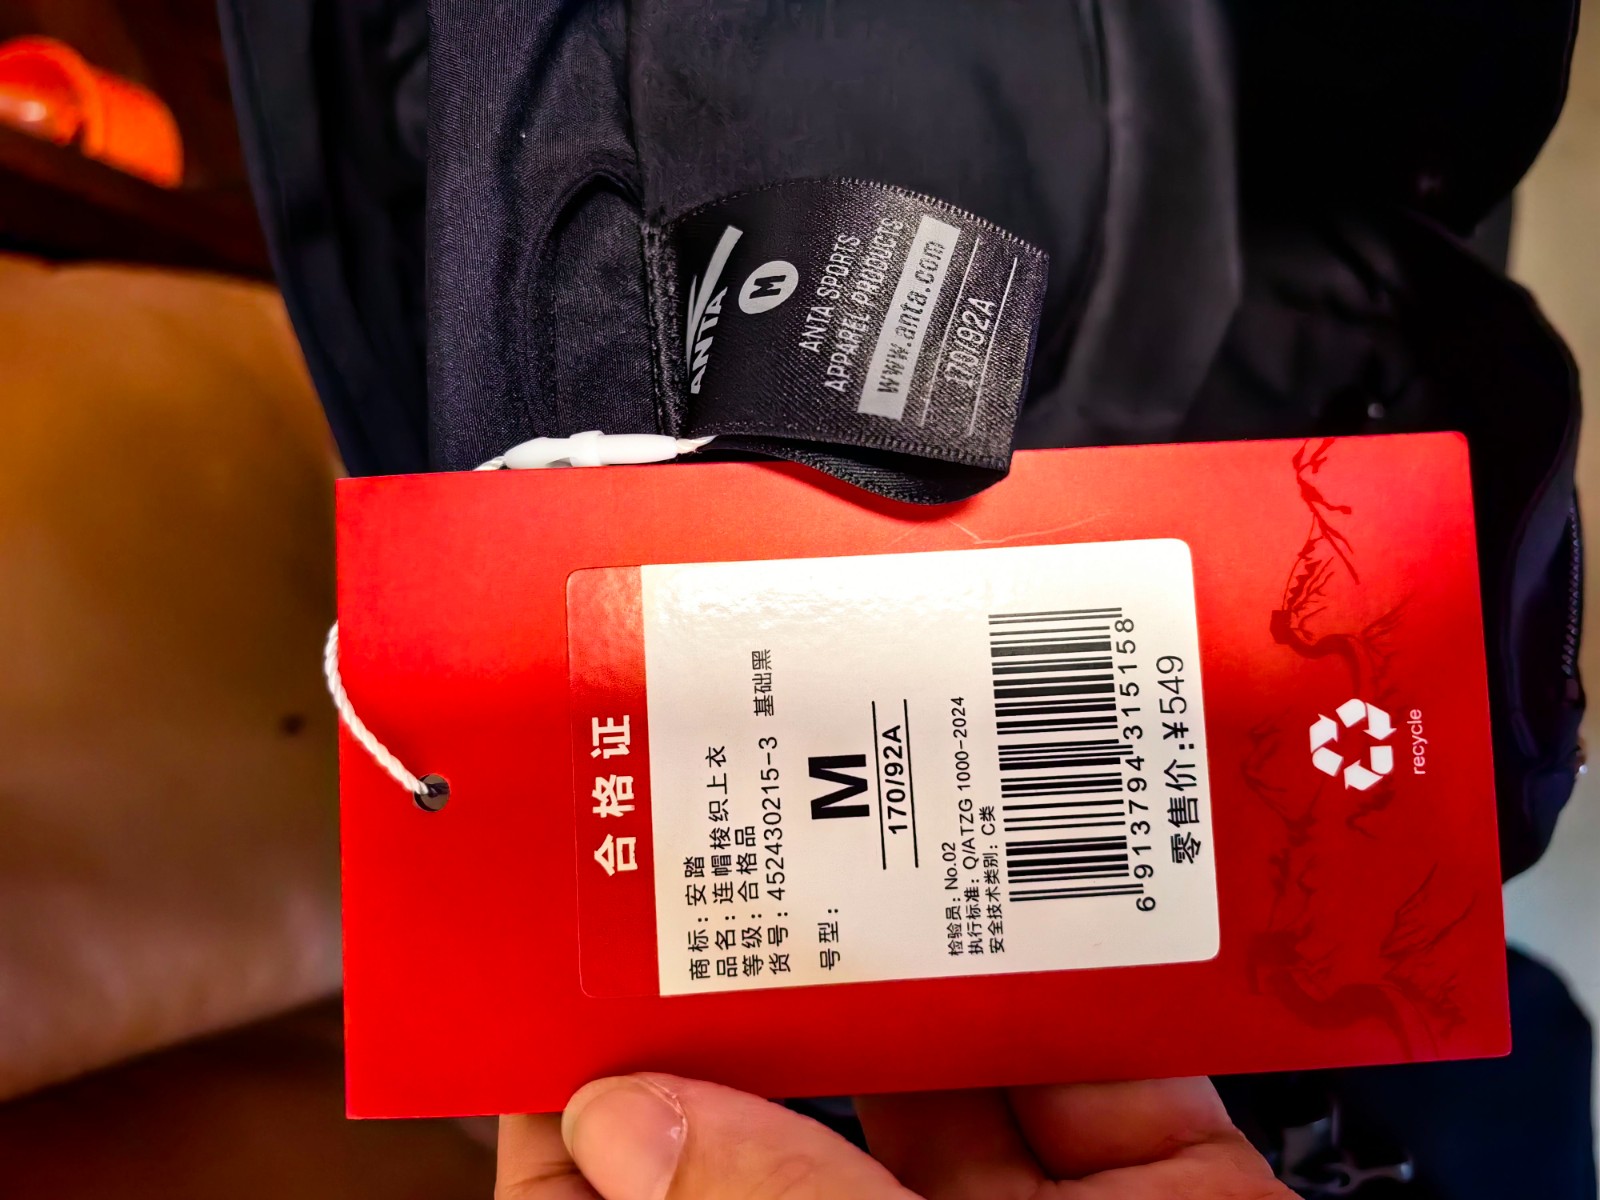 ANTA
M
ANTA SPORTS
APPAREL PRODUCTS
www.anta.com
170/92A
合格证
商标：安踏
品名：连帽梭织上衣
等级：合格品
货号：452430215-3 基础黑
号型：
M
170/92A
检验员：No.02
执行标准：Q/ATZG 1000-2024
安全技术类别：C类
6913794315158
零售价：¥549
recycle